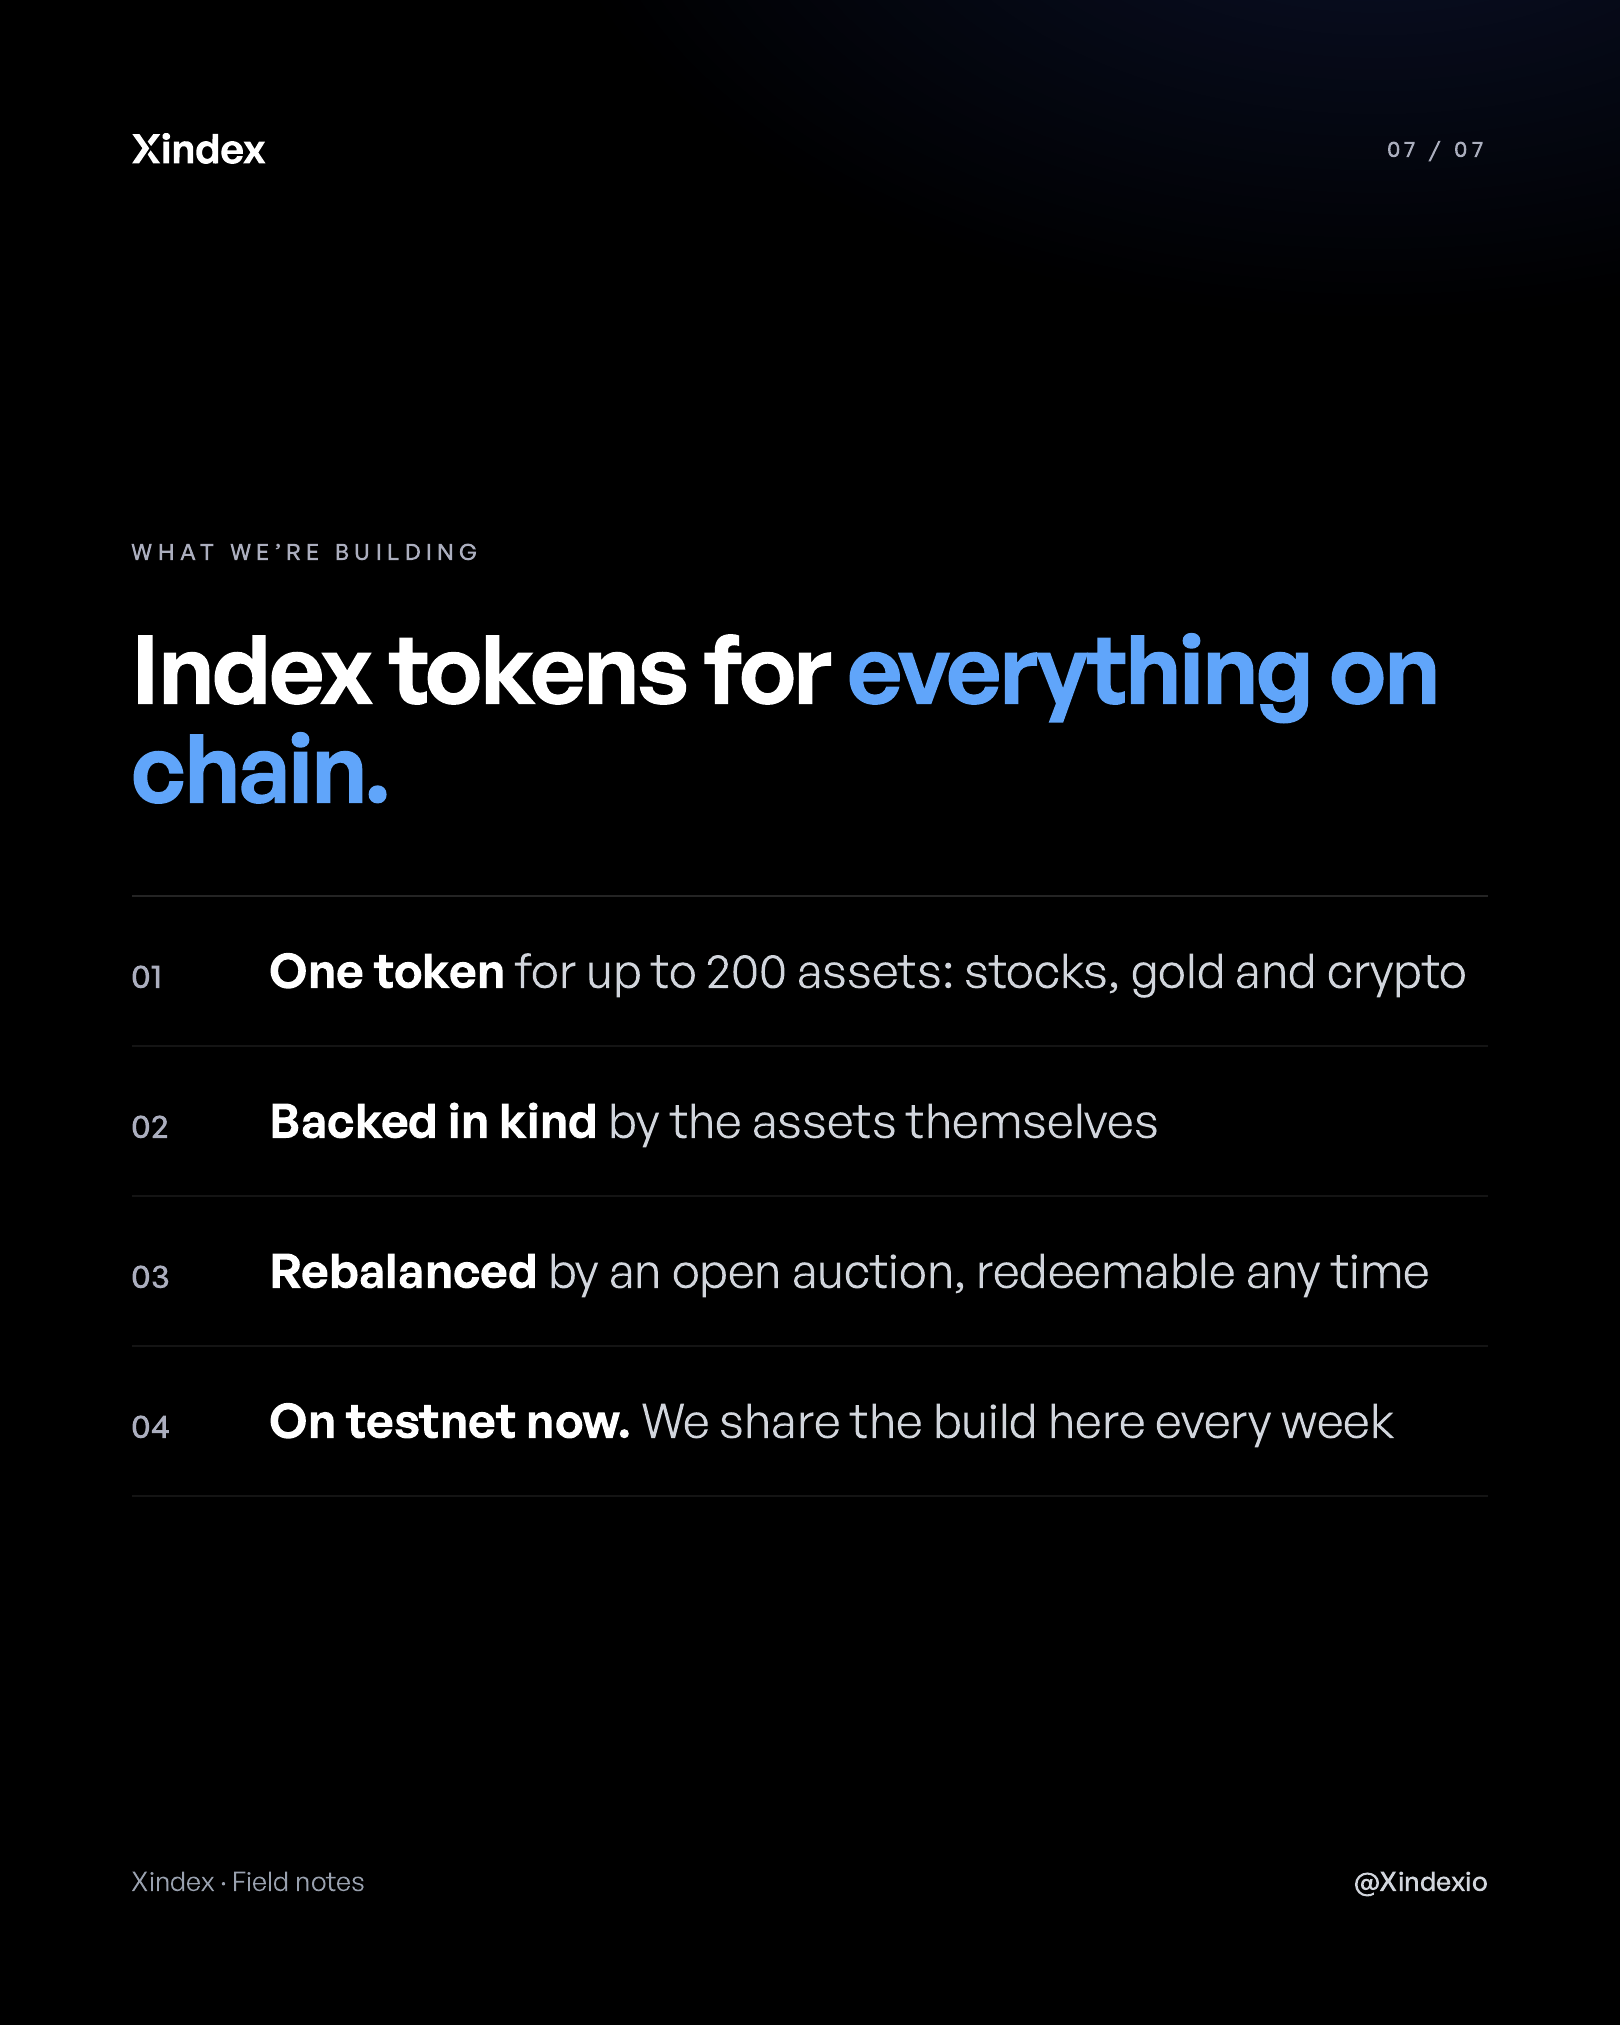 Xindex
07 / 07
WHAT WE’RE BUILDING
Index tokens for everything on
chain.
01 One token for up to 200 assets: stocks, gold and crypto
02 Backed in kind by the assets themselves
03 Rebalanced by an open auction, redeemable any time
04 On testnet now. We share the build here every week
Xindex · Field notes
@Xindexio